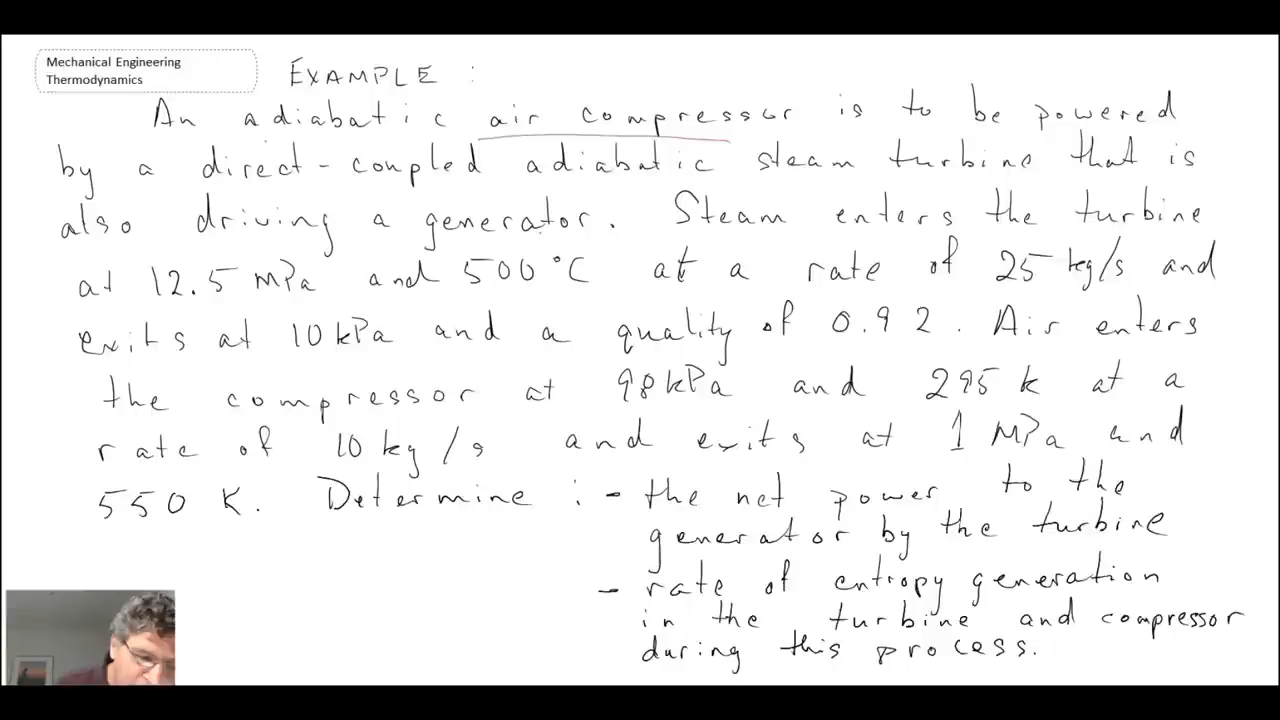 Mechanical Engineering
Thermodynamics
EXAMPLE :
An adiabatic air compressor is to be powered
by a direct-coupled adiabatic steam turbine that is
also driving a generator. Steam enters the turbine
at 12.5 MPa and 500 °C at a rate of 25 kg/s and
exits at 10 kPa and a quality of 0.92. Air enters
the compressor at 98 kPa and 295 k at a
rate of 10 kg/s and exits at 1 MPa and
550 K. Determine : - the net power to the
generator by the turbine
- rate of entropy generation
in the turbine and compressor
during this process.